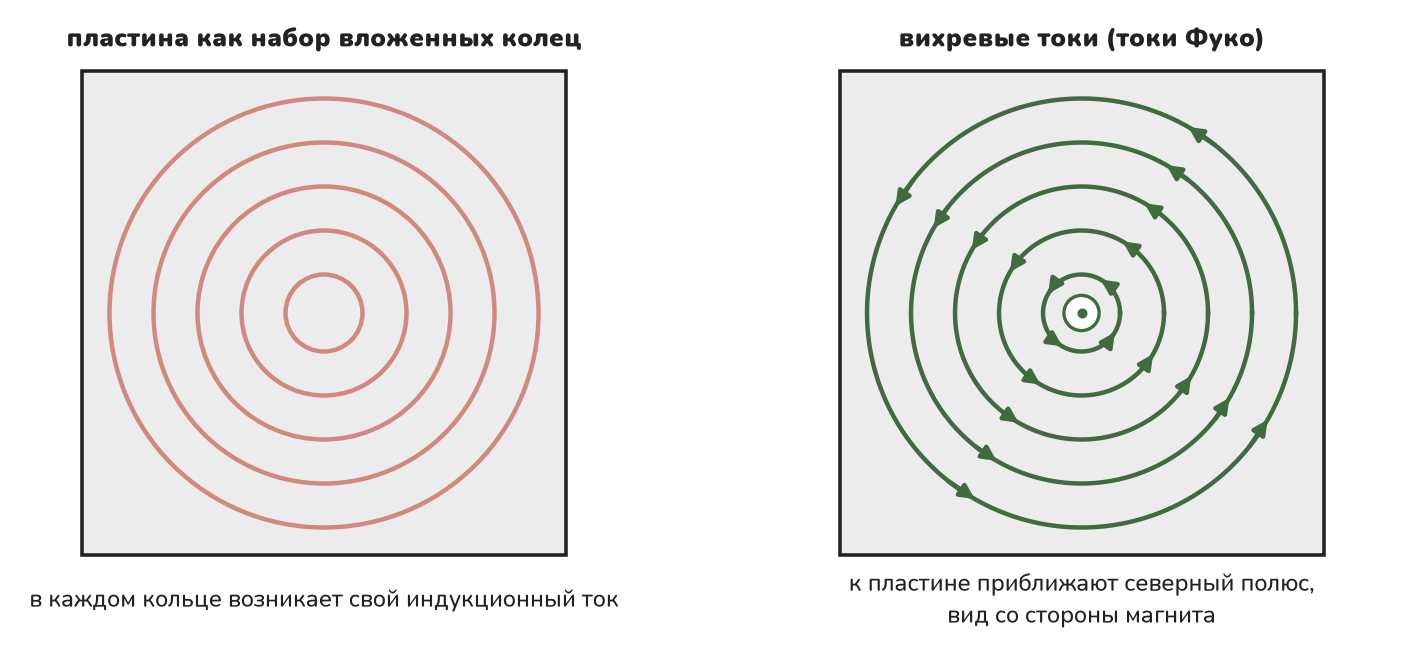 пластина как набор вложенных колец
вихревые токи (токи Фуко)
в каждом кольце возникает свой индукционный ток
к пластине приближают северный полюс,
вид со стороны магнита